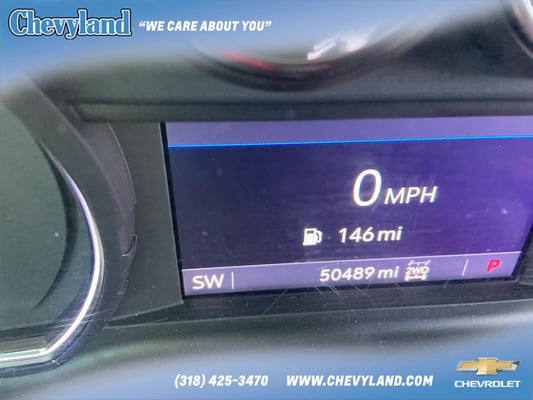 Chevyland
"WE CARE ABOUT YOU"
0 MPH
146 mi
SW
50489 mi 2WD
P
(318) 425-3470
WWW.CHEVYLAND.COM
CHEVROLET